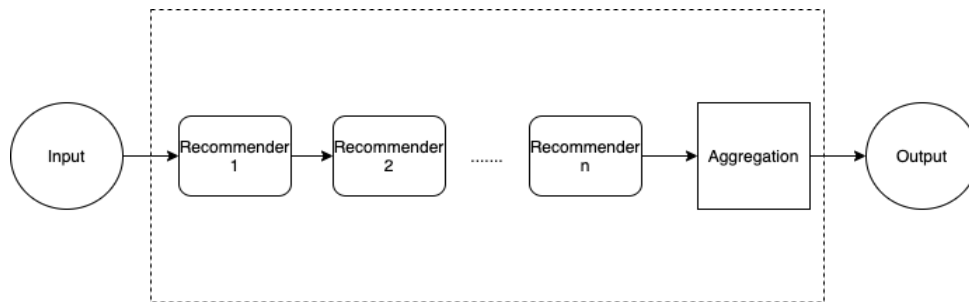 Input
Recommender
1
Recommender
2
.......
Recommender
n
Aggregation
Output